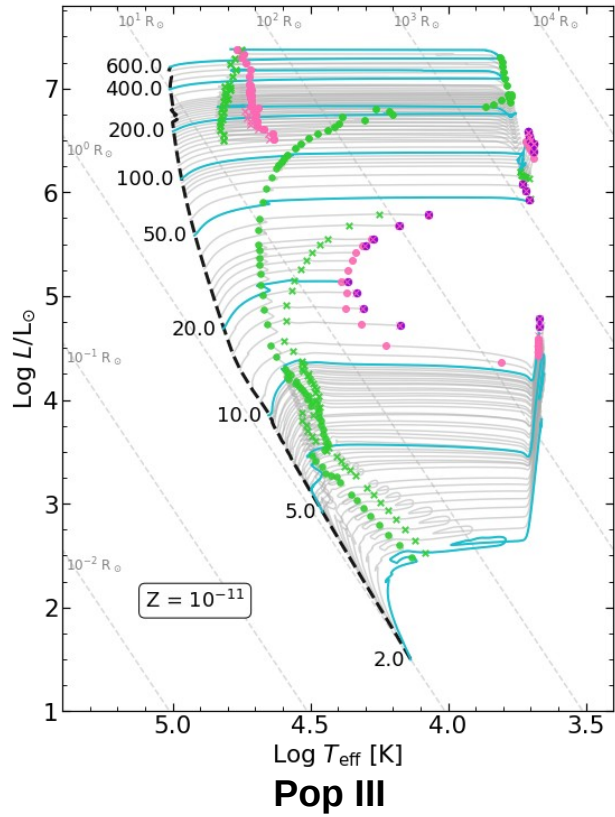 10¹ R☉
10² R☉
10³ R☉
10⁴ R☉
7
600.0
400.0
200.0
10⁰ R☉
6
100.0
50.0
5
20.0
10⁻¹ R☉
4
10.0
3
5.0
10⁻² R☉
2
Z = 10⁻¹¹
2.0
1
Log L/L☉
5.0
4.5
4.0
3.5
Log T_eff [K]
Pop III